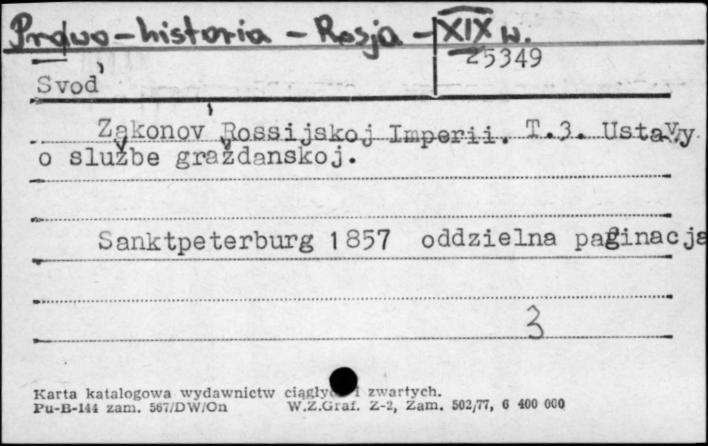 Prawo - historia - Rosja - XIX w.
25349
Svod'
Zakonov' Rossijskoj Imperii. T.3. Ustavy
o službe graždanskoj.
Sanktpeterburg 1857 oddzielna paginacja
3
Karta katalogowa wydawnictw ciągłych i zwartych.
Pu-B-144 zam. 567/DW/On W.Z.Graf. Z-2, Zam. 502/77, 6 400 000